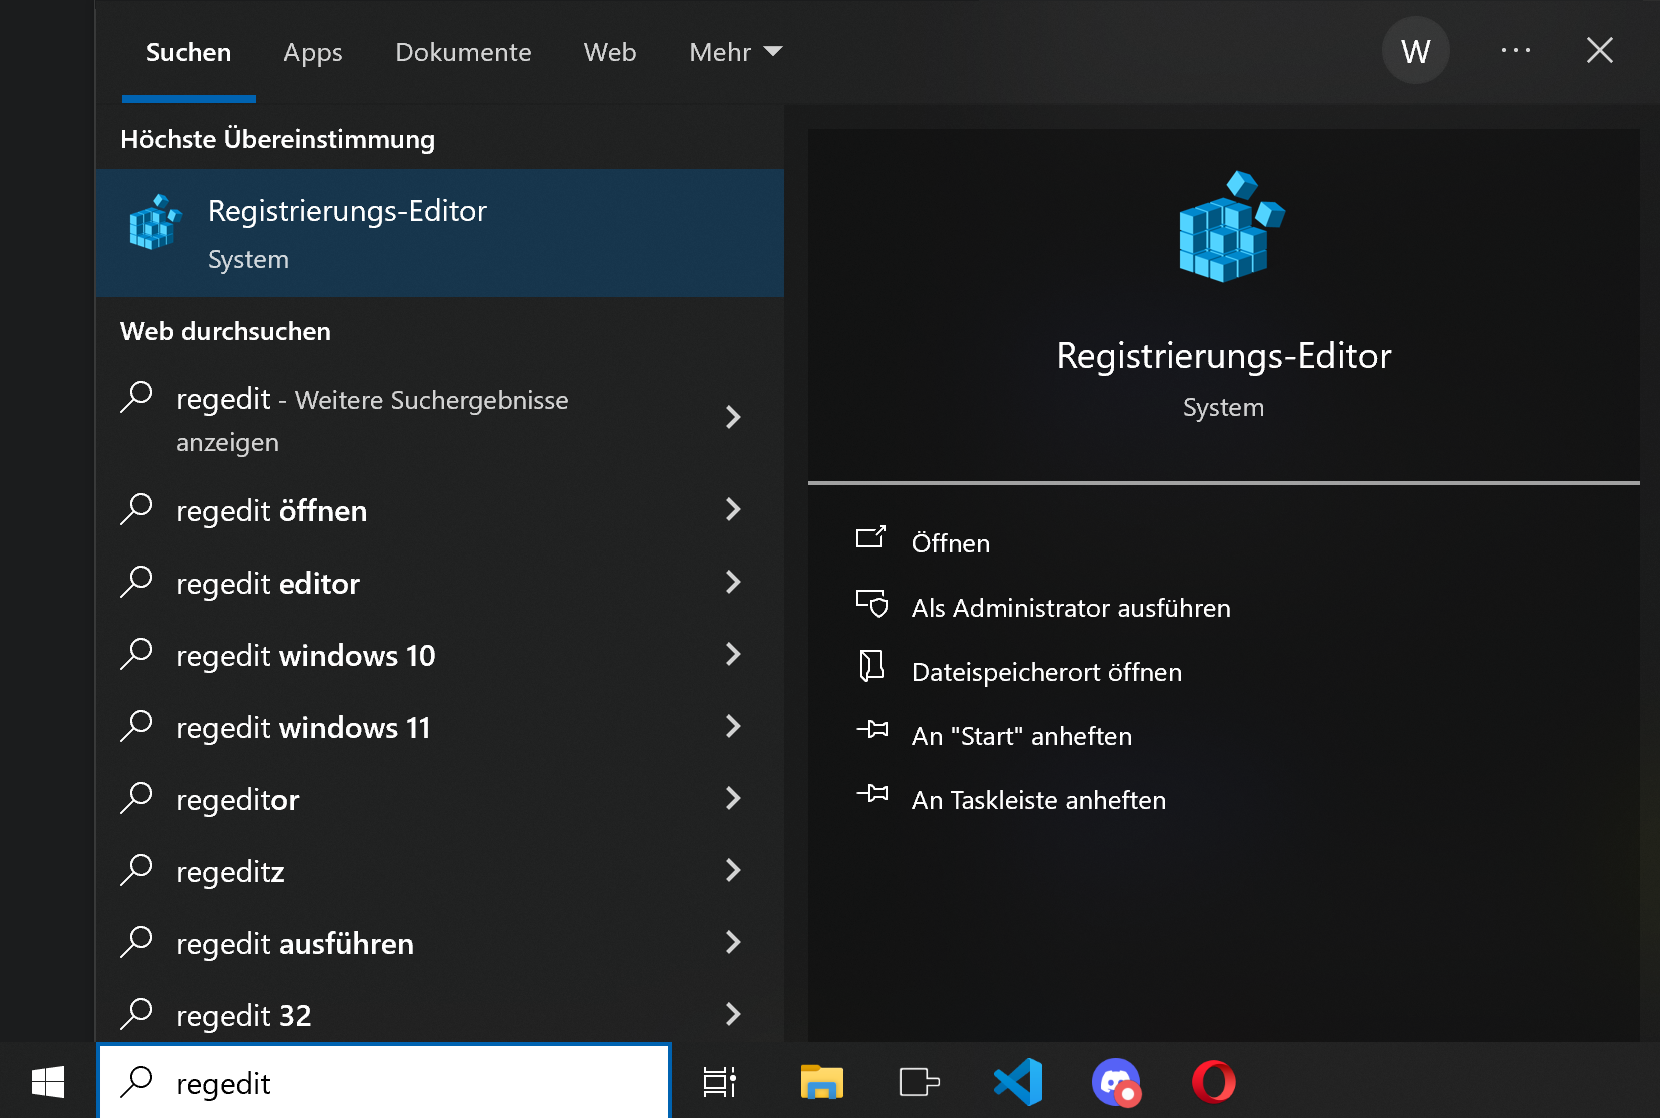 Suchen Apps Dokumente Web Mehr W
Höchste Übereinstimmung
Registrierungs-Editor
System
Web durchsuchen
regedit - Weitere Suchergebnisse
anzeigen
regedit öffnen
regedit editor
regedit windows 10
regedit windows 11
regeditor
regeditz
regedit ausführen
regedit 32
regedit
Registrierungs-Editor
System
Öffnen
Als Administrator ausführen
Dateispeicherort öffnen
An "Start" anheften
An Taskleiste anheften